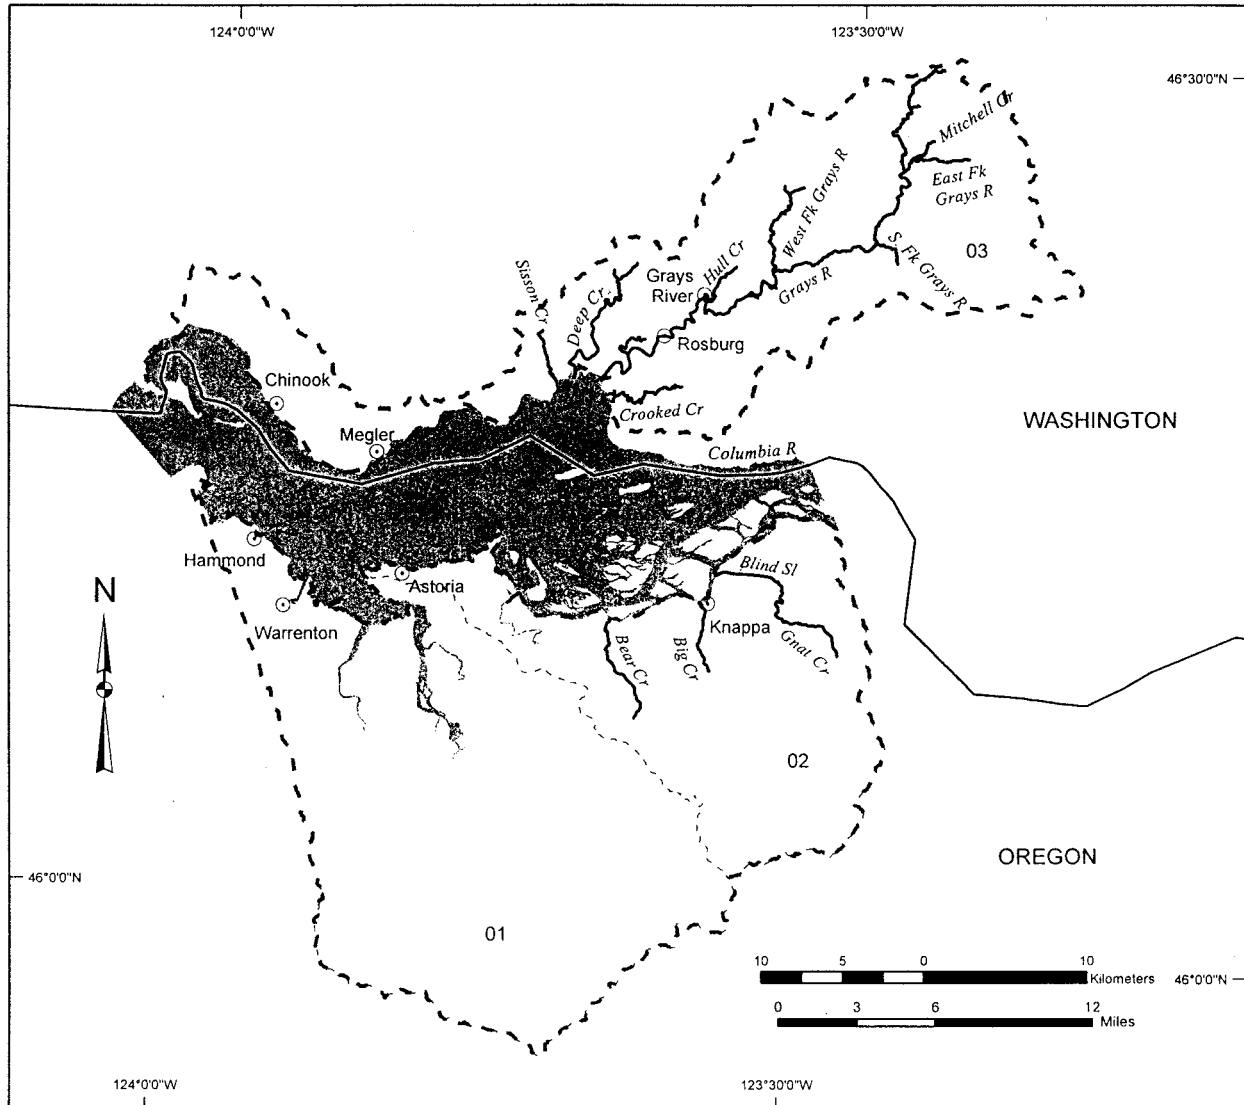 124°0'0"W
123°30'0"W
46°30'0"N
Mitchell Cr
East Fk
Grays R
West Fk Grays R
S. Fk Grays R
03
Sisson Cr
Deep Cr.
Grays
River
Hull Cr
Grays R
Rosburg
Chinook
Crooked Cr
WASHINGTON
Megler
Columbia R
Hammond
Astoria
Blind Sl
N
Warrenton
Knappa
Bear Cr
Big Cr
Gnat Cr
02
OREGON
46°0'0"N
01
10 5 0 10
Kilometers
46°0'0"N
0 3 6 12
Miles
124°0'0"W
123°30'0"W